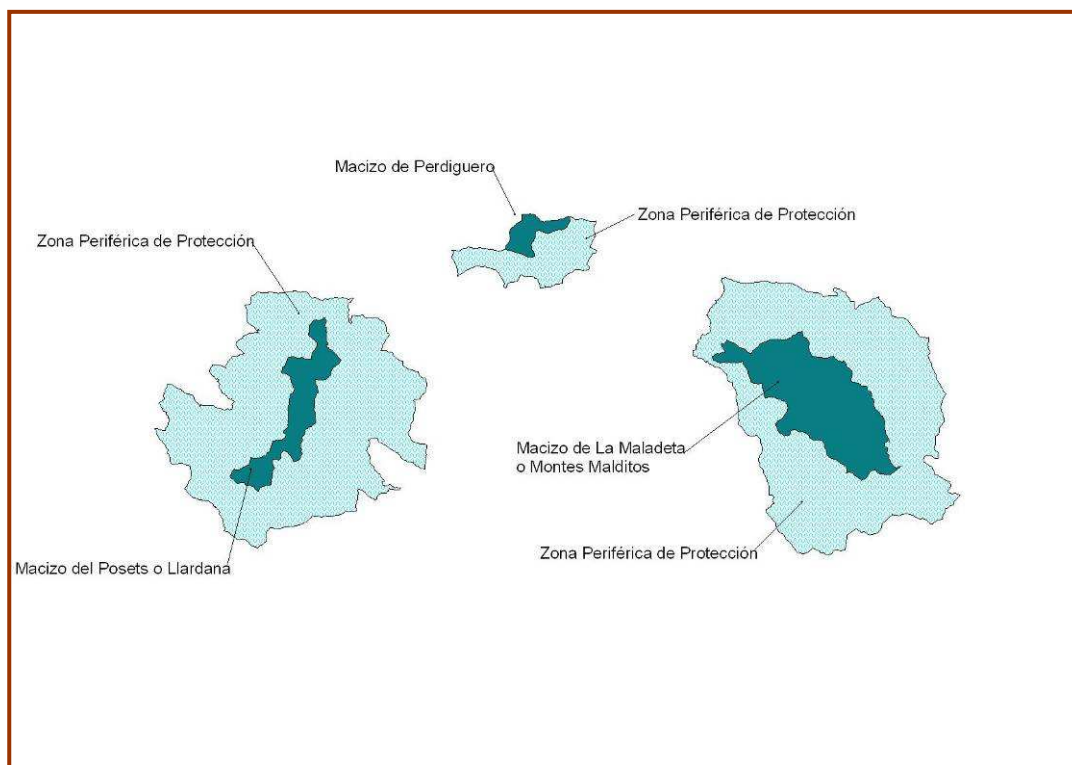 Macizo de Perdiguero
Zona Periférica de Protección
Zona Periférica de Protección
Macizo de La Maladeta
o Montes Malditos
Zona Periférica de Protección
Macizo del Posets o Llardana